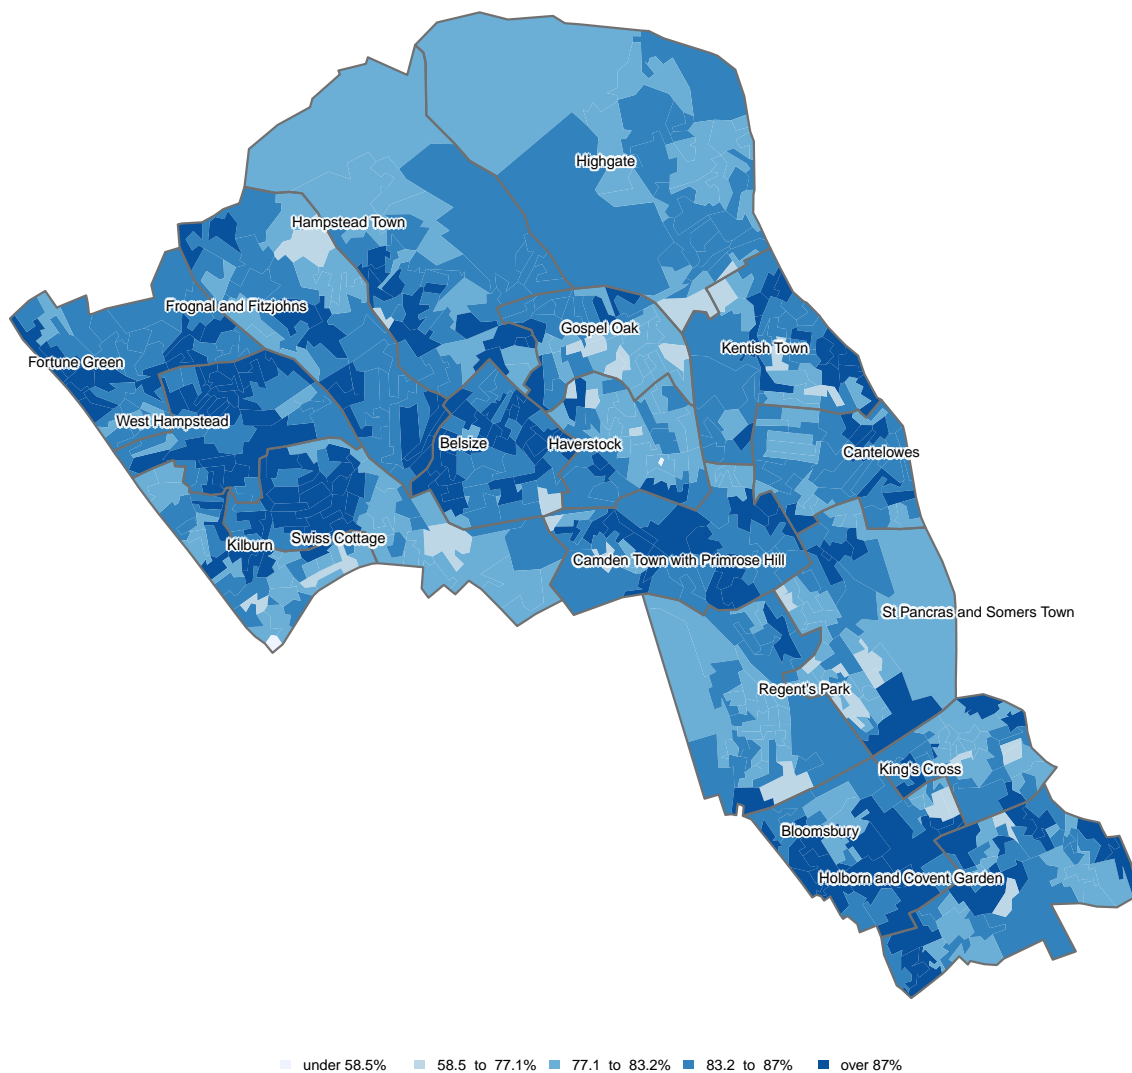 Highgate
Hampstead Town
Frognal and Fitzjohns
Gospel Oak
Kentish Town
Fortune Green
West Hampstead
Belsize
Haverstock
Cantelowes
Swiss Cottage
Kilburn
Camden Town with Primrose Hill
St Pancras and Somers Town
Regent's Park
King's Cross
Bloomsbury
Holborn and Covent Garden
under 58.5% 58.5 to 77.1% 77.1 to 83.2% 83.2 to 87% over 87%